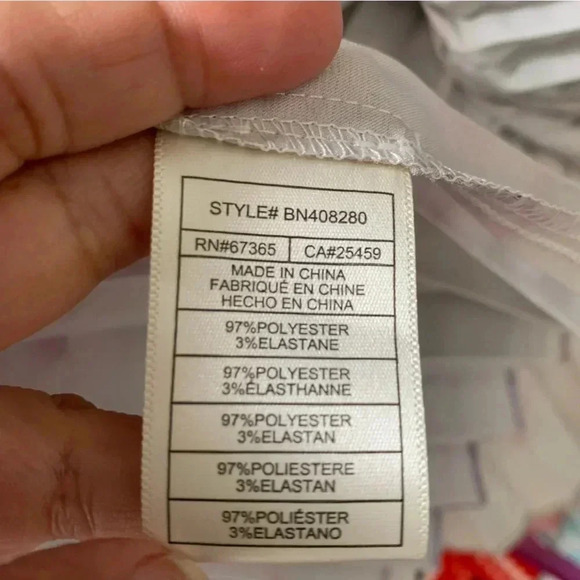 STYLE# BN408280
RN#67365 CA#25459
MADE IN CHINA
FABRIQUÉ EN CHINE
HECHO EN CHINA
97%POLYESTER
3%ELASTANE
97%POLYESTER
3%ÉLASTHANNE
97%POLYESTER
3%ELASTAN
97%POLIESTERE
3%ELASTAN
97%POLIÉSTER
3%ELASTANO